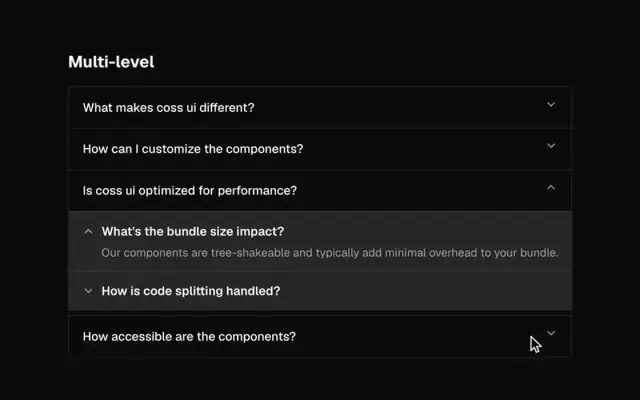 Multi-level
What makes coss ui different?
How can I customize the components?
Is coss ui optimized for performance?
What's the bundle size impact?
Our components are tree-shakeable and typically add minimal overhead to your bundle.
How is code splitting handled?
How accessible are the components?